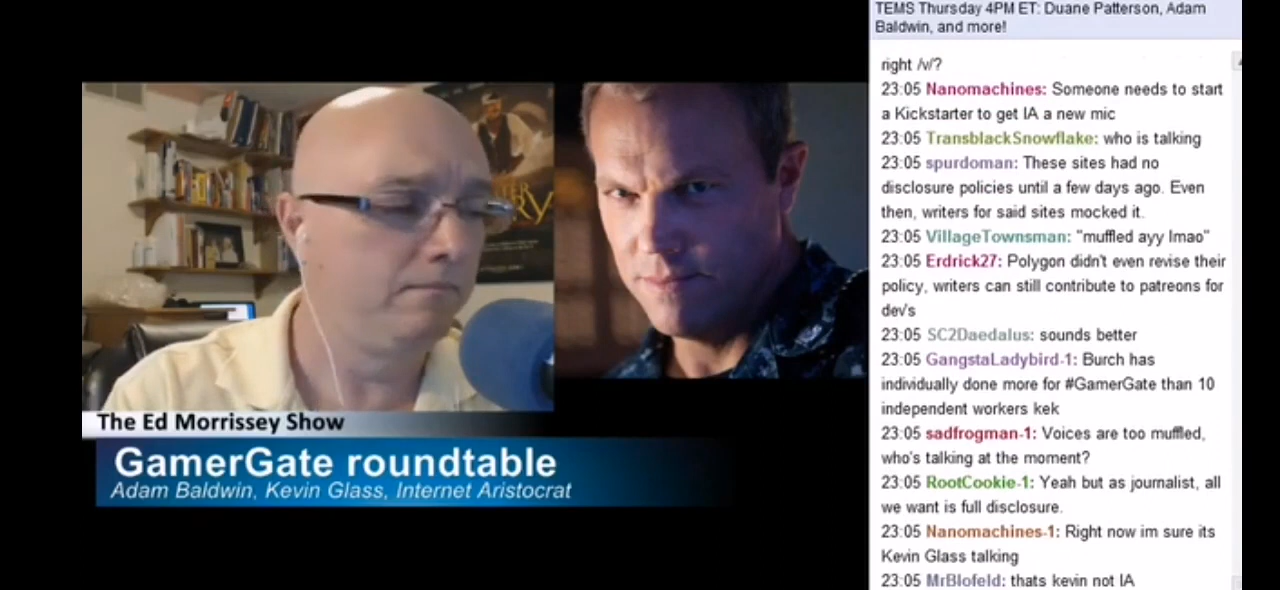 TEMS Thursday 4PM ET: Duane Patterson, Adam
Baldwin, and more!
right /v/?
23:05 Nanomachines: Someone needs to start
a Kickstarter to get IA a new mic
23:05 TransblackSnowflake: who is talking
23:05 spurdoman: These sites had no
disclosure policies until a few days ago. Even
then, writers for said sites mocked it.
23:05 VillageTownsman: "muffled ayy lmao"
23:05 Erdrick27: Polygon didn't even revise their
policy, writers can still contribute to patreons for
dev's
23:05 SC2Daedalus: sounds better
23:05 GangstaLadybird-1: Burch has
individually done more for #GamerGate than 10
independent workers kek
23:05 sadfrogman-1: Voices are too muffled,
who's talking at the moment?
23:05 RootCookie-1: Yeah but as journalist, all
we want is full disclosure.
23:05 Nanomachines-1: Right now im sure its
Kevin Glass talking
23:05 MrBlofeld: thats kevin not IA
The Ed Morrissey Show
GamerGate roundtable
Adam Baldwin, Kevin Glass, Internet Aristocrat